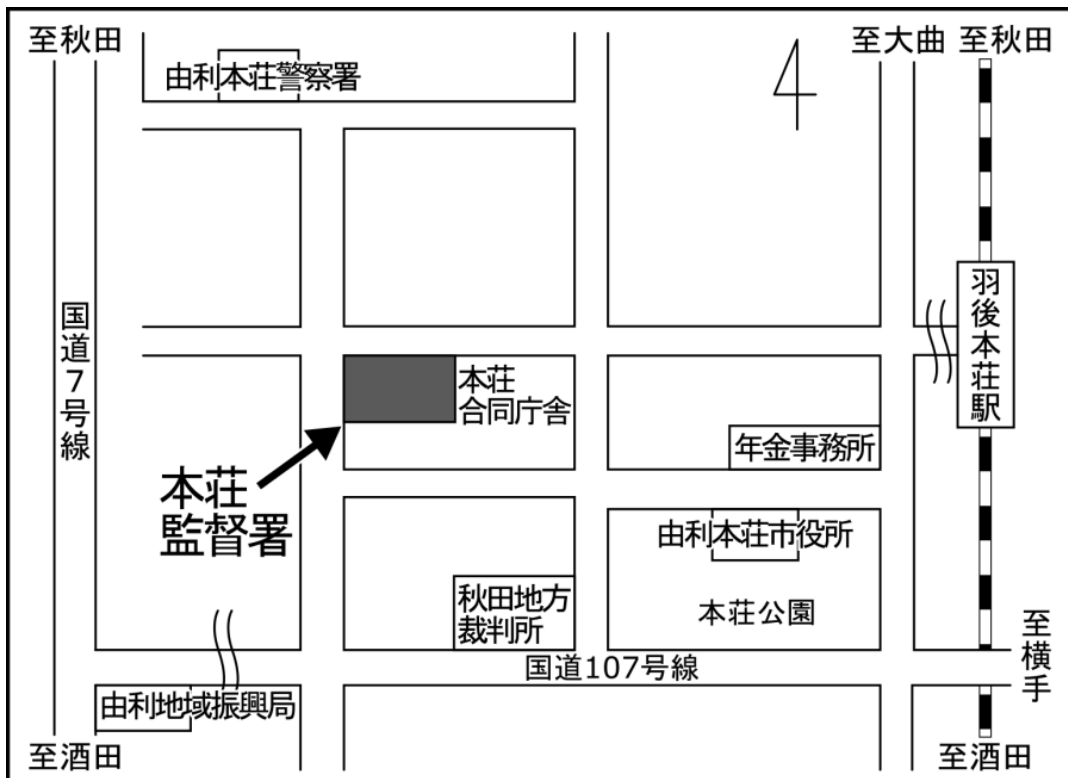 至秋田
至大曲
至秋田
由利本荘警察署
国道7号線
羽後本荘駅
本荘
合同庁舎
年金事務所
本荘
監督署
由利本荘市役所
秋田地方
裁判所
本荘公園
至横手
国道107号線
由利地域振興局
至酒田
至酒田